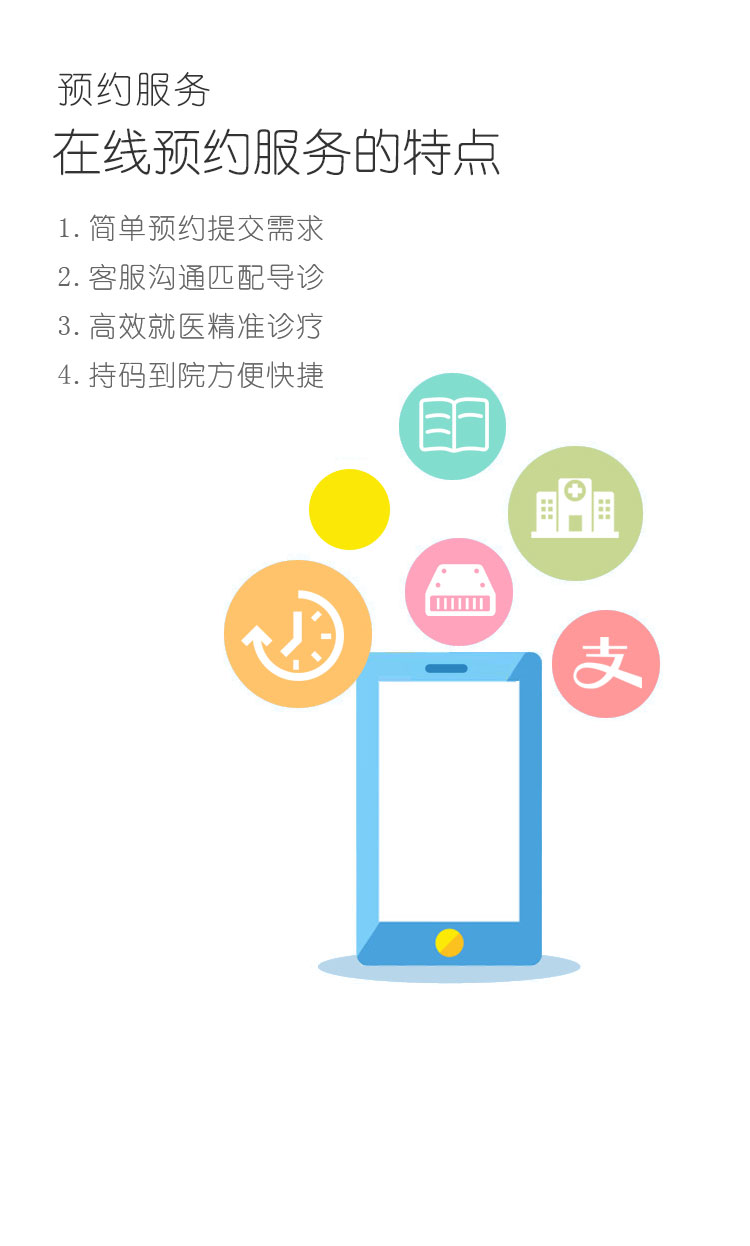 预约服务
在线预约服务的特点
1. 简单预约提交需求
2. 客服沟通匹配导诊
3. 高效就医精准诊疗
4. 持码到院方便快捷
支